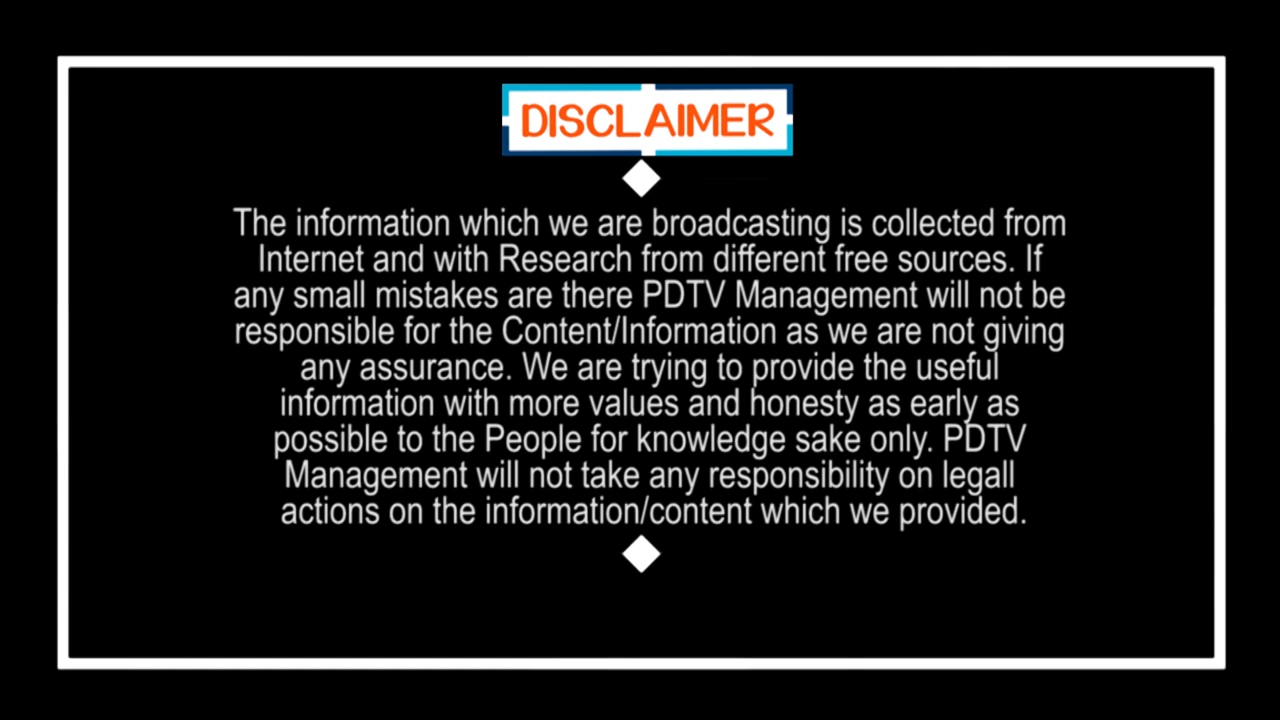 DISCLAIMER
The information which we are broadcasting is collected from
Internet and with Research from different free sources. If
any small mistakes are there PDTV Management will not be
responsible for the Content/Information as we are not giving
any assurance. We are trying to provide the useful
information with more values and honesty as early as
possible to the People for knowledge sake only. PDTV
Management will not take any responsibility on legall
actions on the information/content which we provided.